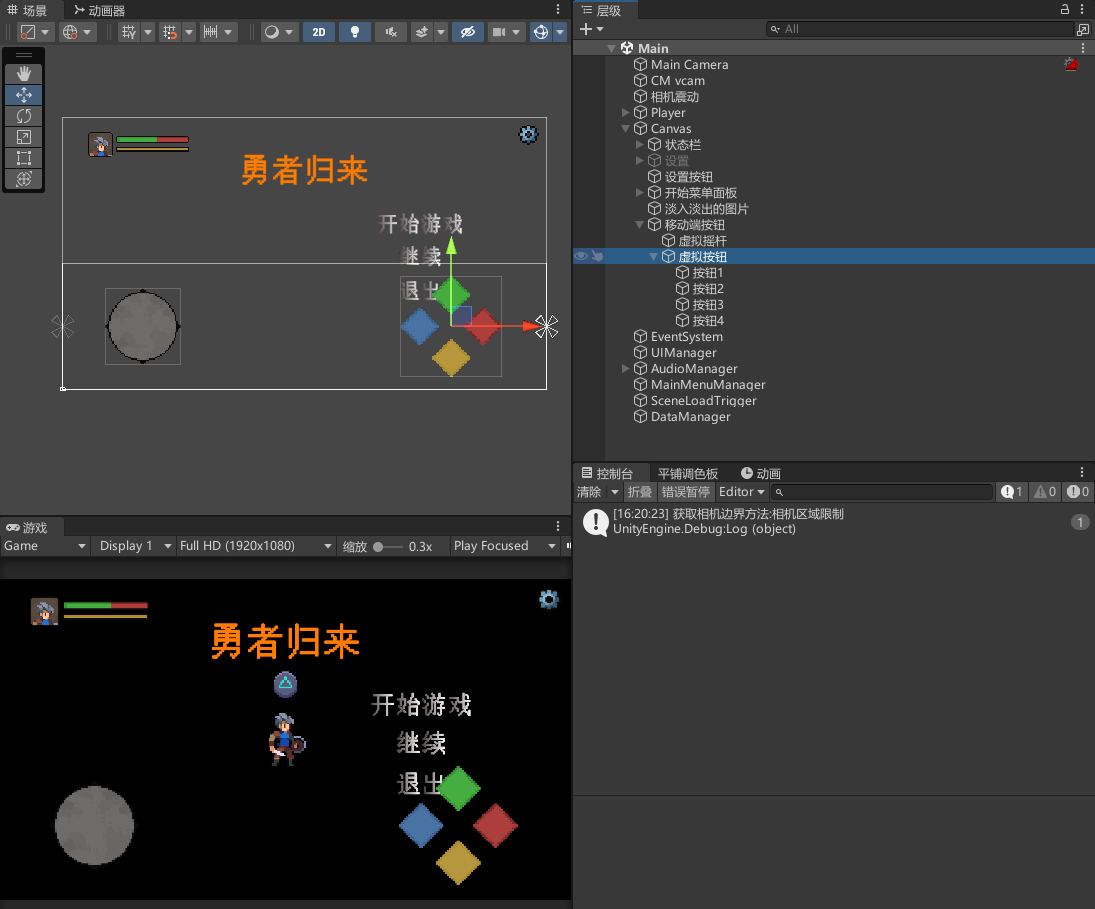 场景 动画器
2D
勇者归来
开始游戏
继续
退出
游戏
Game Display 1 Full HD (1920x1080) 缩放 0.3x Play Focused
勇者归来
开始游戏
继续
退出
层级
All
Main
Main Camera
CM vcam
相机震动
Player
Canvas
状态栏
设置
设置按钮
开始菜单面板
淡入淡出的图片
移动端按钮
虚拟摇杆
虚拟按钮
按钮1
按钮2
按钮3
按钮4
EventSystem
UIManager
AudioManager
MainMenuManager
SceneLoadTrigger
DataManager
控制台 平铺调色板 动画
清除 折叠 错误暂停 Editor 1 0 0
[16:20:23] 获取相机边界方法:相机区域限制
UnityEngine.Debug:Log (object)
1